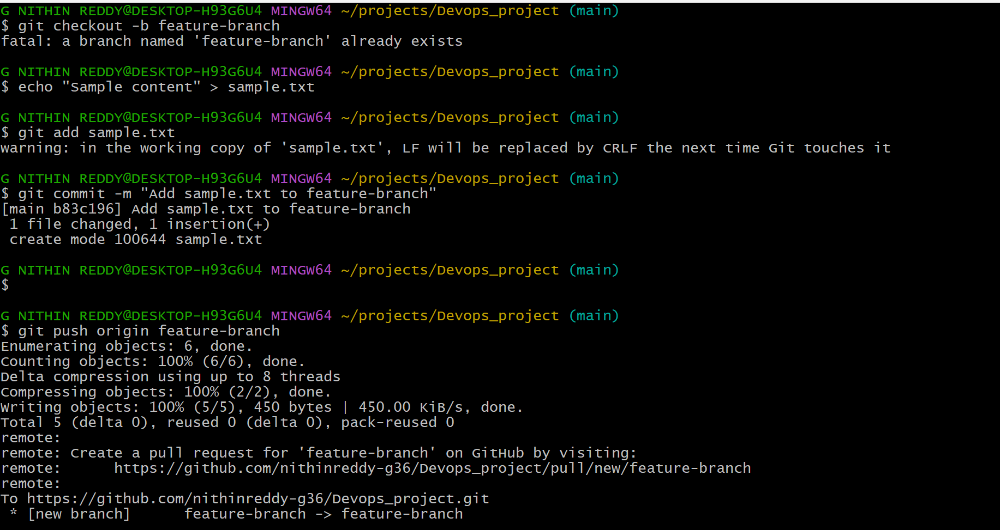 G NITHIN REDDY@DESKTOP-H93G6U4 MINGW64 ~/projects/Devops_project (main)
$ git checkout -b feature-branch
fatal: a branch named 'feature-branch' already exists
G NITHIN REDDY@DESKTOP-H93G6U4 MINGW64 ~/projects/Devops_project (main)
$ echo "Sample content" > sample.txt
G NITHIN REDDY@DESKTOP-H93G6U4 MINGW64 ~/projects/Devops_project (main)
$ git add sample.txt
warning: in the working copy of 'sample.txt', LF will be replaced by CRLF the next time Git touches it
G NITHIN REDDY@DESKTOP-H93G6U4 MINGW64 ~/projects/Devops_project (main)
$ git commit -m "Add sample.txt to feature-branch"
[main b83c196] Add sample.txt to feature-branch
 1 file changed, 1 insertion(+)
 create mode 100644 sample.txt
G NITHIN REDDY@DESKTOP-H93G6U4 MINGW64 ~/projects/Devops_project (main)
$
G NITHIN REDDY@DESKTOP-H93G6U4 MINGW64 ~/projects/Devops_project (main)
$ git push origin feature-branch
Enumerating objects: 6, done.
Counting objects: 100% (6/6), done.
Delta compression using up to 8 threads
Compressing objects: 100% (2/2), done.
Writing objects: 100% (5/5), 450 bytes | 450.00 KiB/s, done.
Total 5 (delta 0), reused 0 (delta 0), pack-reused 0
remote:
remote: Create a pull request for 'feature-branch' on GitHub by visiting:
remote:      https://github.com/nithinreddy-g36/Devops_project/pull/new/feature-branch
remote:
To https://github.com/nithinreddy-g36/Devops_project.git
 * [new branch]      feature-branch -> feature-branch